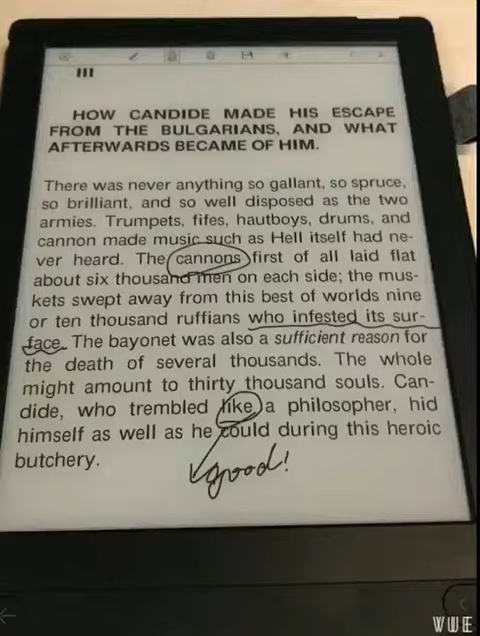 III
HOW CANDIDE MADE HIS ESCAPE
FROM THE BULGARIANS, AND WHAT
AFTERWARDS BECAME OF HIM.
There was never anything so gallant, so spruce,
so brilliant, and so well disposed as the two
armies. Trumpets, fifes, hautboys, drums, and
cannon made music such as Hell itself had ne-
ver heard. The cannons first of all laid flat
about six thousand men on each side; the mus-
kets swept away from this best of worlds nine
or ten thousand ruffians who infested its sur-
face. The bayonet was also a sufficient reason for
the death of several thousands. The whole
might amount to thirty thousand souls. Can-
dide, who trembled like a philosopher, hid
himself as well as he could during this heroic
butchery.
good!
WUE